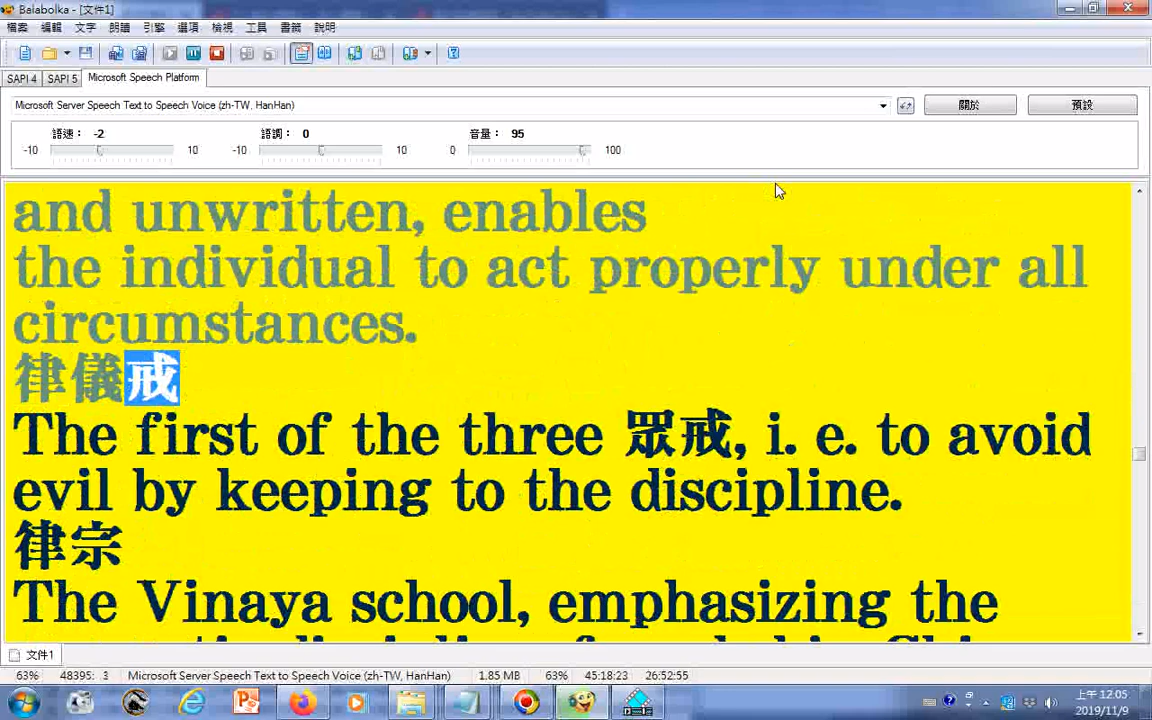 Balabolka - [文件1]
檔案 編輯 文字 朗讀 引擎 選項 檢視 工具 書籤 說明
SAPI 4 SAPI 5 Microsoft Speech Platform
Microsoft Server Speech Text to Speech Voice (zh-TW, HanHan) 關於 預設
語速： -2 語調： 0 音量： 95
-10 10 -10 10 0 100
and unwritten, enables
the individual to act properly under all
circumstances.
律儀戒
The first of the three 眾戒, i. e. to avoid
evil by keeping to the discipline.
律宗
The Vinaya school, emphasizing the
文件1
63% 48395: 3 Microsoft Server Speech Text to Speech Voice (zh-TW, HanHan) 1.85 MB 63% 45:18:23 26:52:55
上午 12:05
2019/11/9